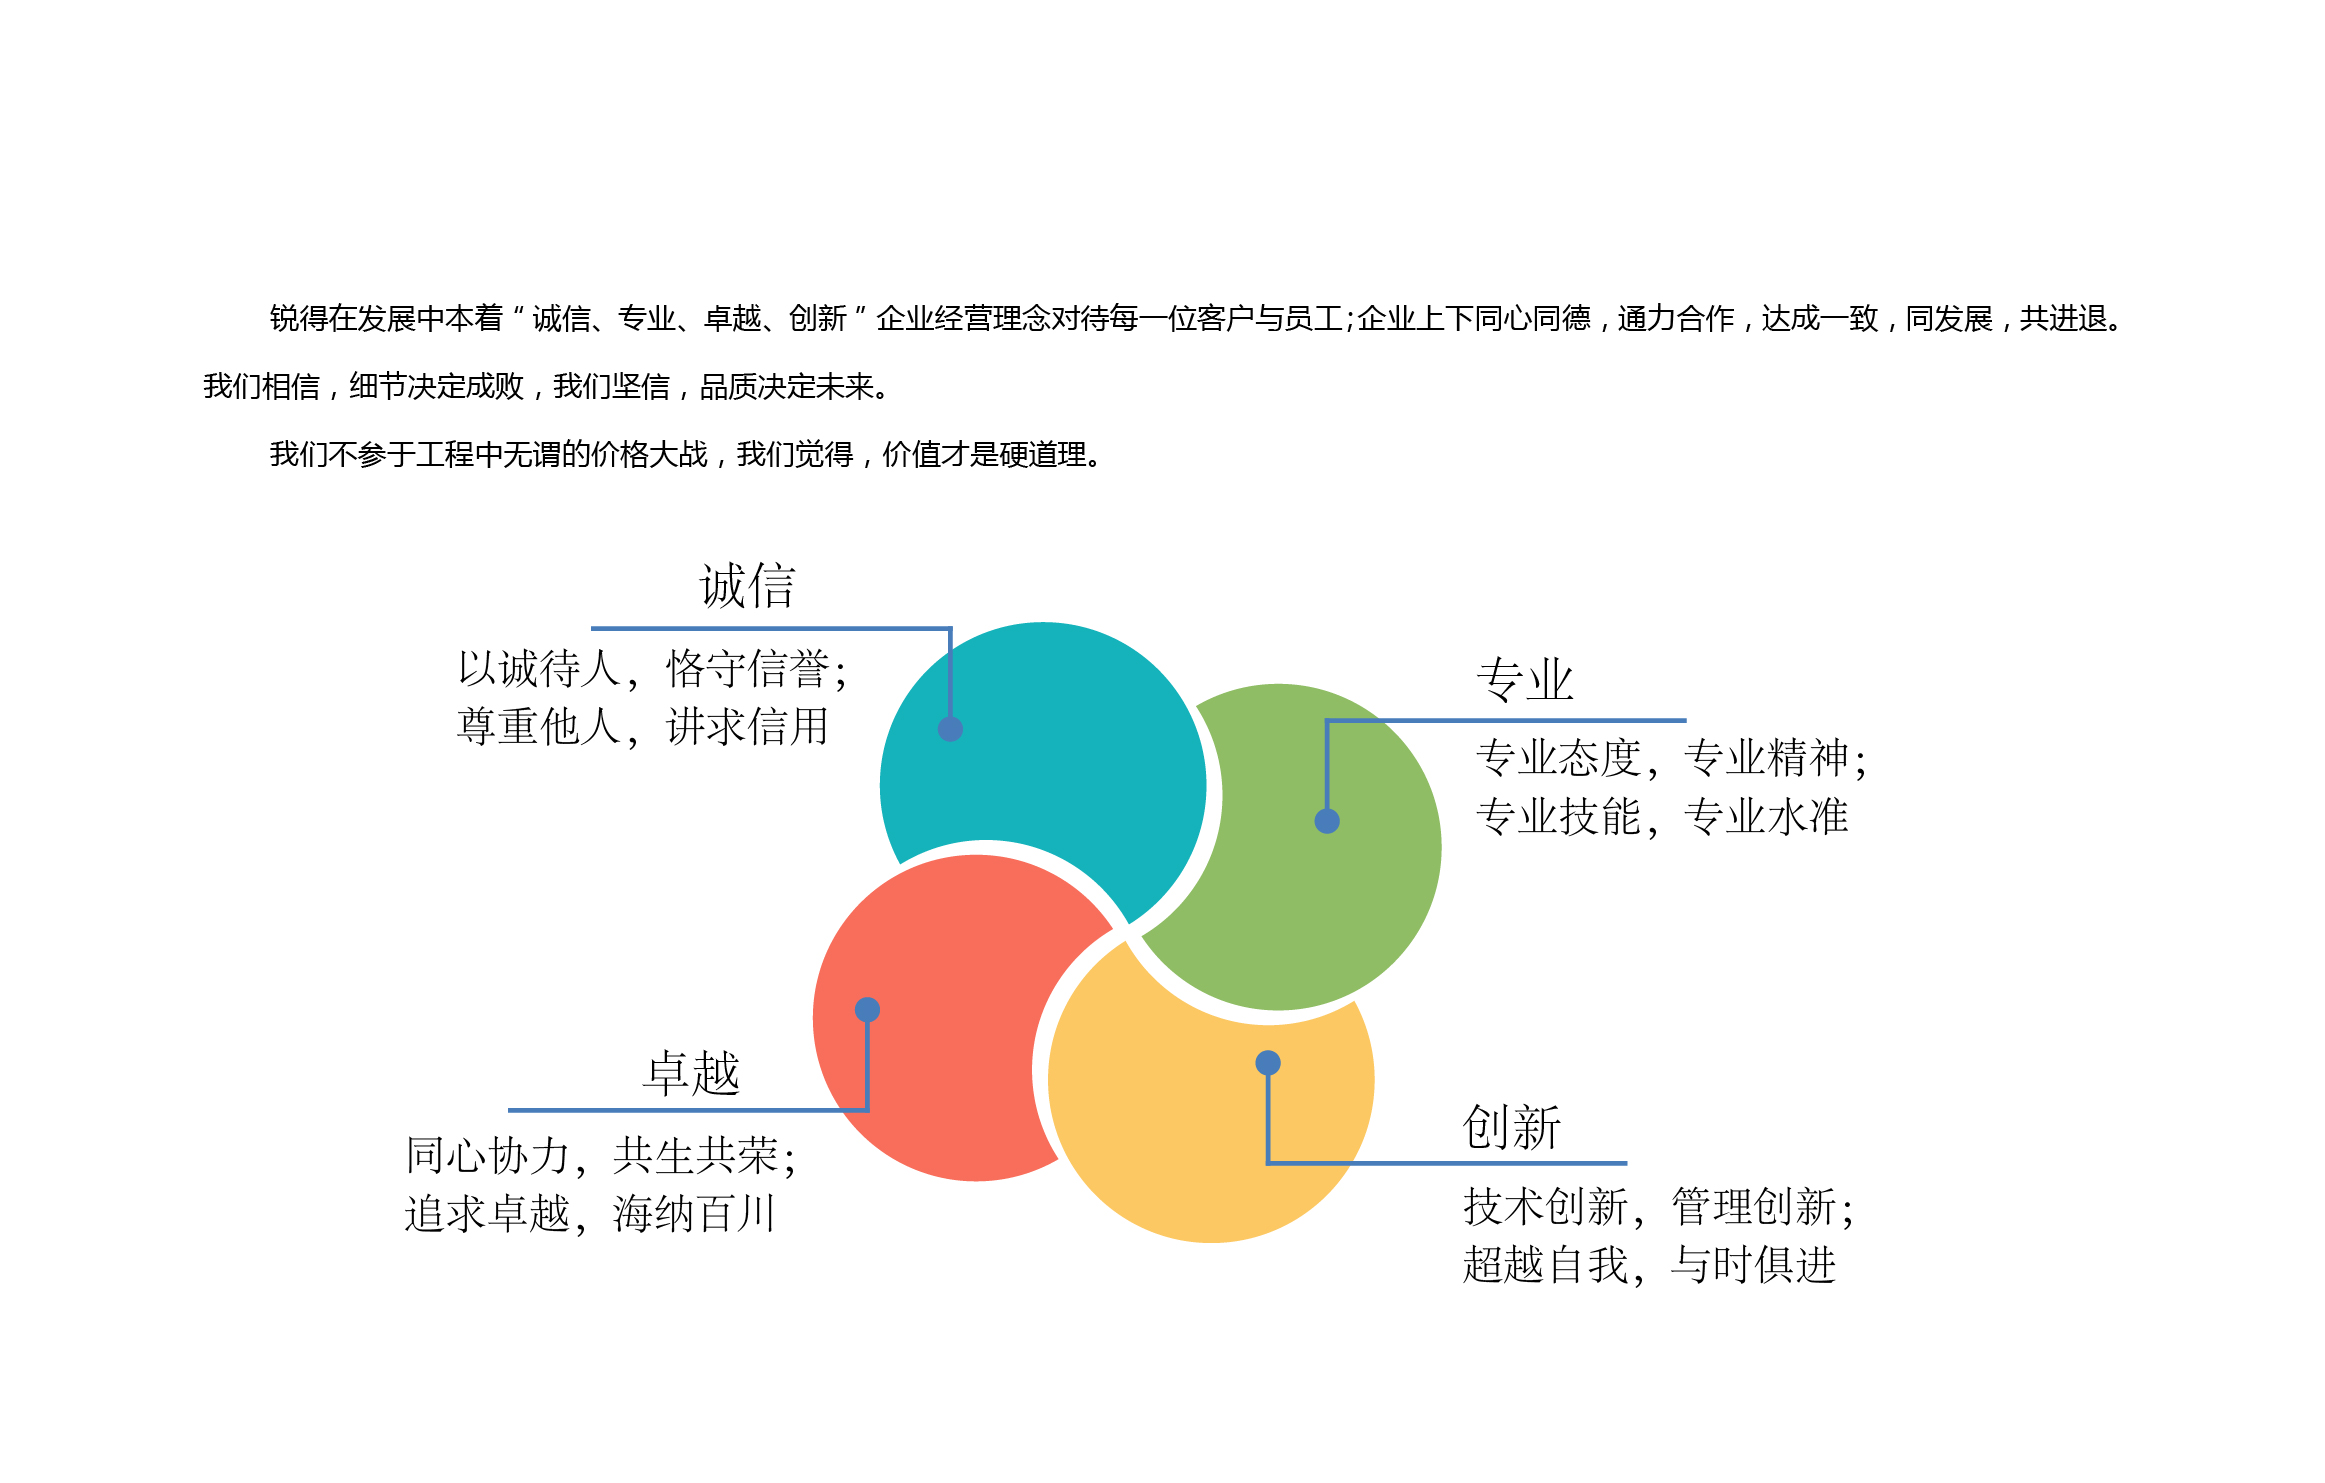 锐得在发展中本着“诚信、专业、卓越、创新”企业经营理念对待每一位客户与员工;企业上下同心同德，通力合作，达成一致，同发展，共进退。
我们相信，细节决定成败，我们坚信，品质决定未来。
我们不参于工程中无谓的价格大战，我们觉得，价值才是硬道理。
诚信
以诚待人，恪守信誉；
尊重他人，讲求信用
专业
专业态度，专业精神；
专业技能，专业水准
卓越
同心协力，共生共荣；
追求卓越，海纳百川
创新
技术创新，管理创新；
超越自我，与时俱进